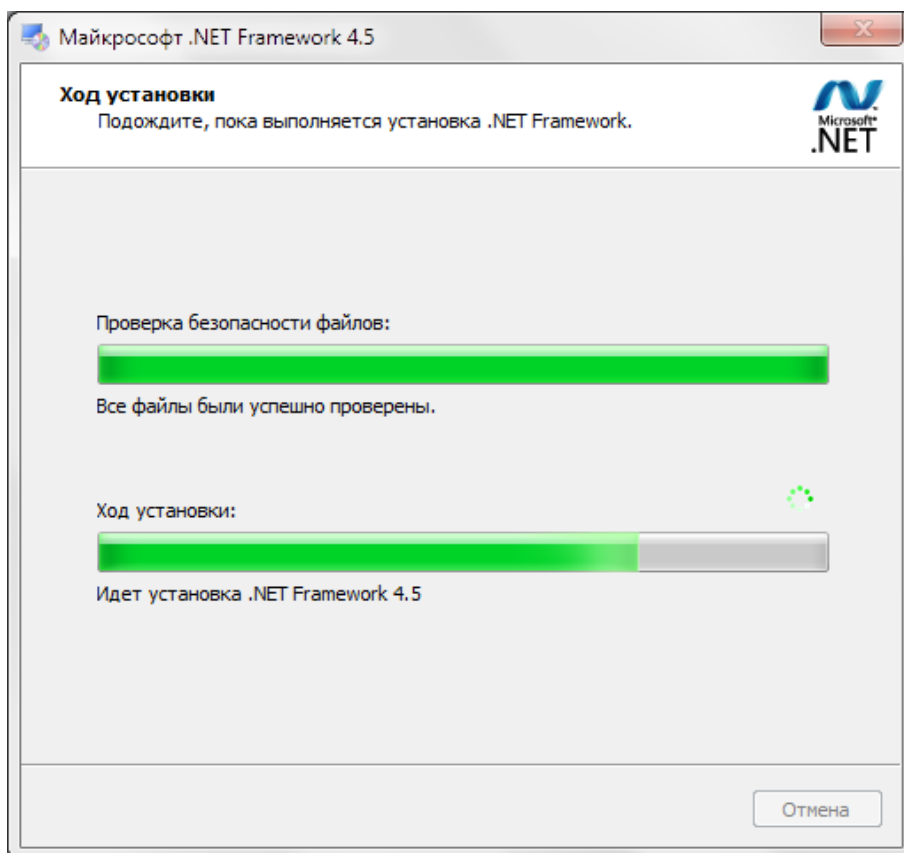 Майкрософт .NET Framework 4.5
Ход установки
Подождите, пока выполняется установка .NET Framework.
Microsoft
.NET
Проверка безопасности файлов:
Все файлы были успешно проверены.
Ход установки:
Идет установка .NET Framework 4.5
Отмена